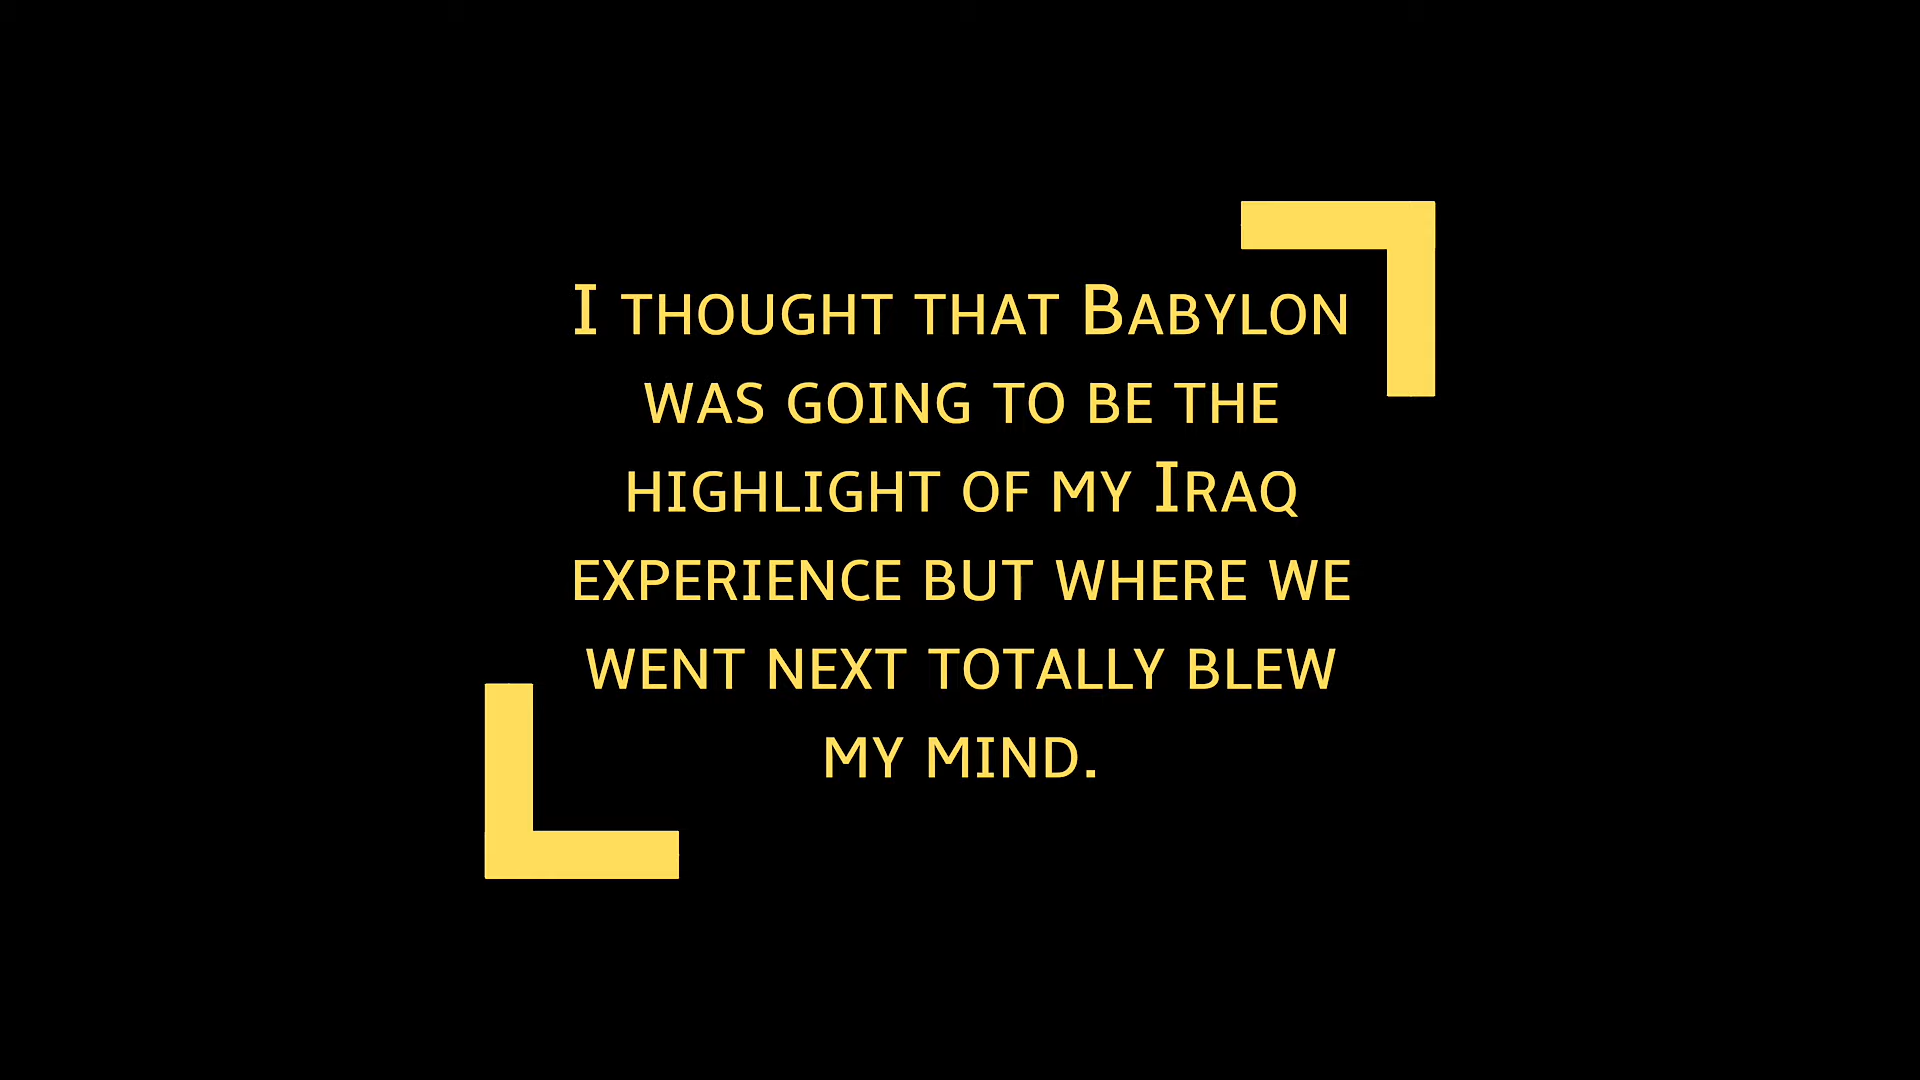 I thought that Babylon
was going to be the
highlight of my Iraq
experience but where we
went next totally blew
my mind.